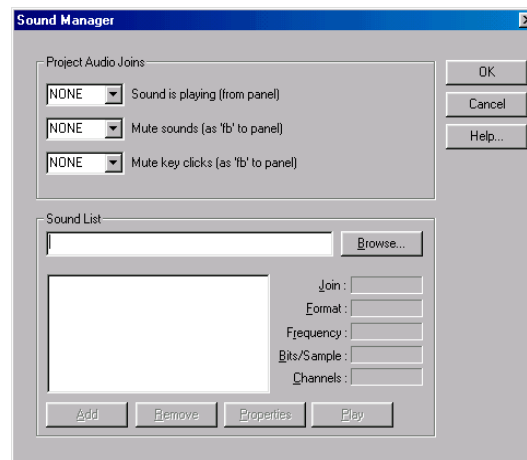 Sound Manager
Project Audio Joins
NONE Sound is playing (from panel)
NONE Mute sounds (as 'fb' to panel)
NONE Mute key clicks (as 'fb' to panel)
OK
Cancel
Help...
Sound List
Browse...
Join :
Format :
Frequency :
Bits/Sample :
Channels :
Add Remove Properties Play